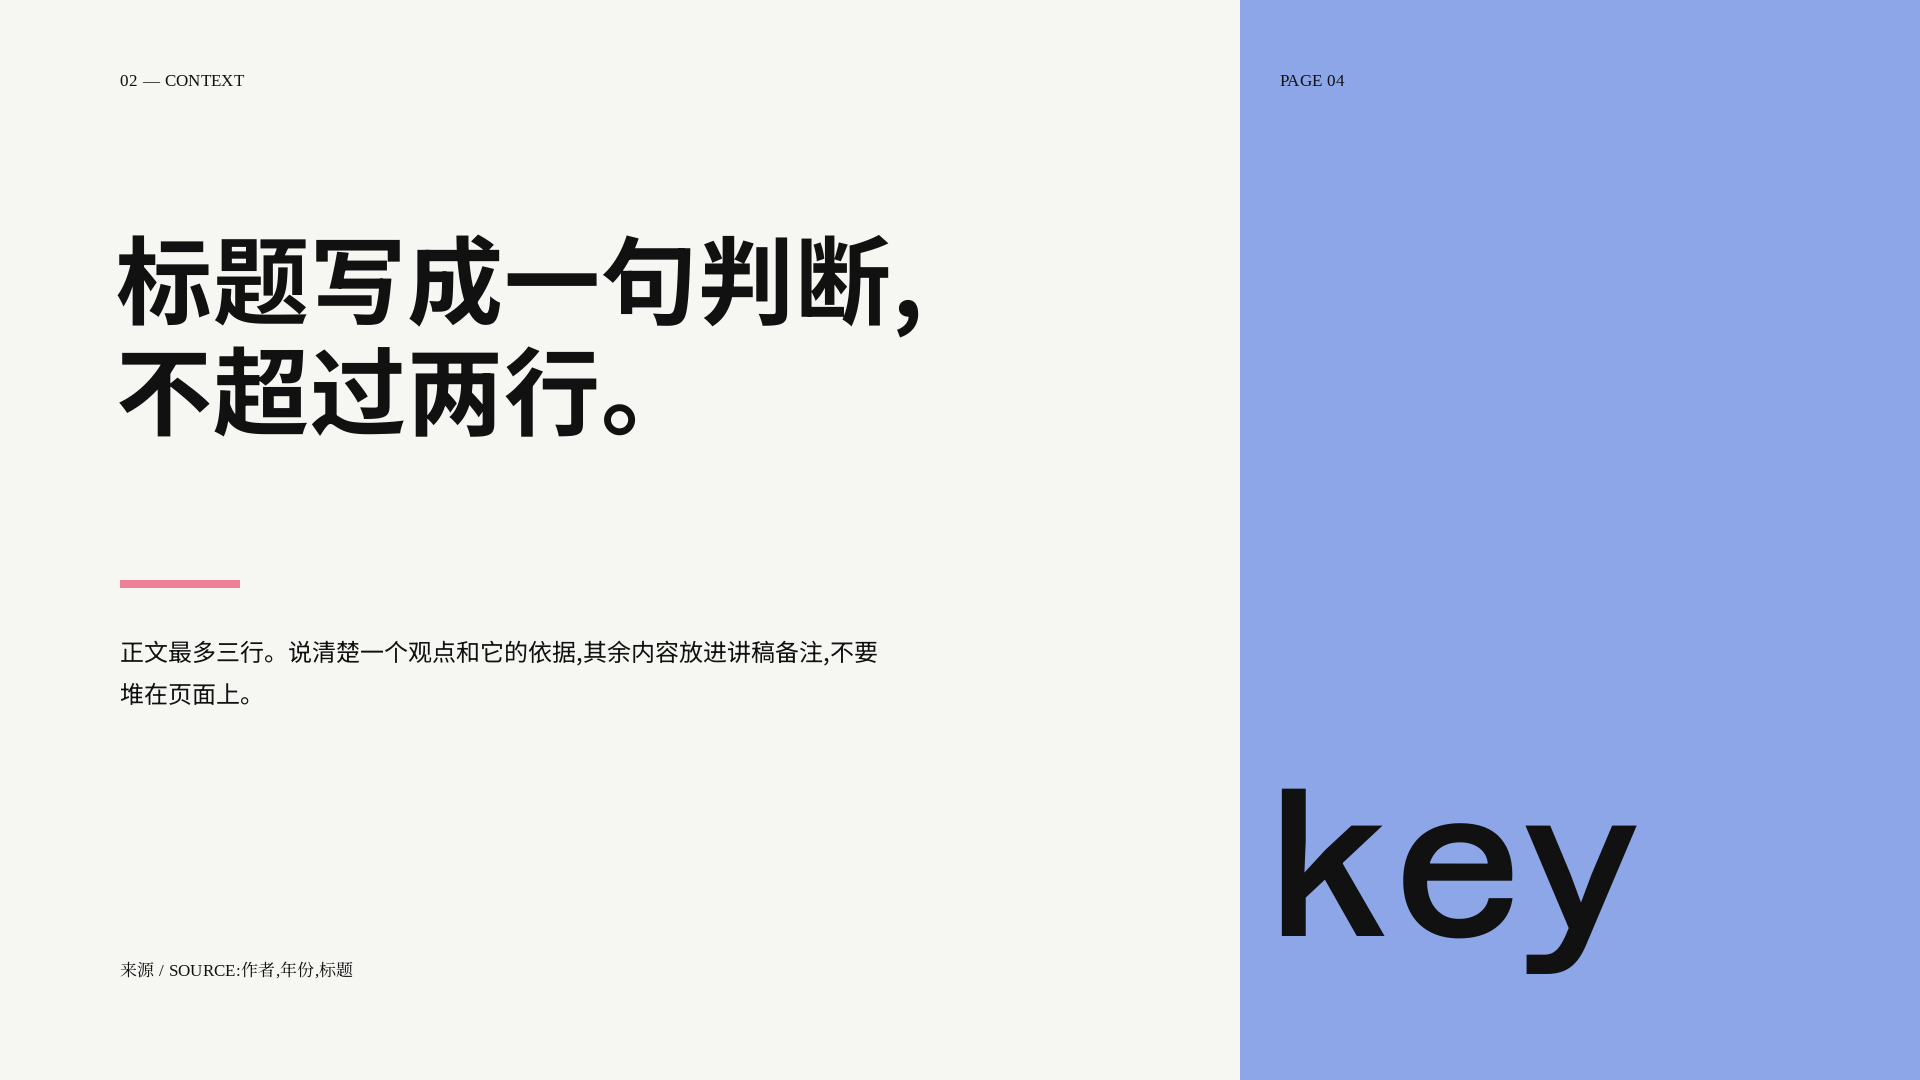 02 — CONTEXT
PAGE 04
标题写成一句判断,
不超过两行。
正文最多三行。说清楚一个观点和它的依据,其余内容放进讲稿备注,不要
堆在页面上。
key
来源 / SOURCE:作者,年份,标题